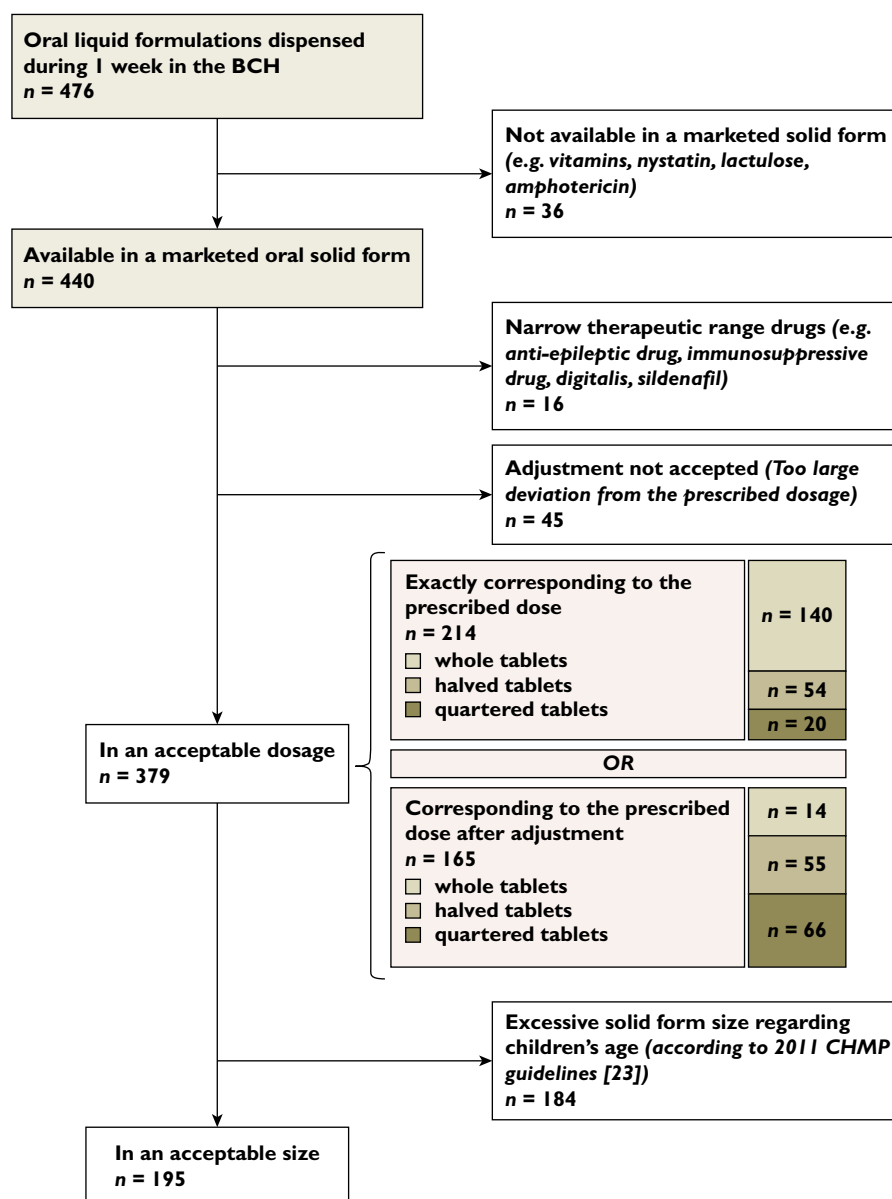 Oral liquid formulations dispensed
during 1 week in the BCH
n = 476
Not available in a marketed solid form
(e.g. vitamins, nystatin, lactulose,
amphotericin)
n = 36
Available in a marketed oral solid form
n = 440
Narrow therapeutic range drugs (e.g.
anti-epileptic drug, immunosuppressive
drug, digitalis, sildenafil)
n = 16
Adjustment not accepted (Too large
deviation from the prescribed dosage)
n = 45
Exactly corresponding to the
prescribed dose
n = 214
whole tablets
halved tablets
quartered tablets
n = 140
n = 54
n = 20
In an acceptable dosage
n = 379
OR
Corresponding to the prescribed
dose after adjustment
n = 165
whole tablets
halved tablets
quartered tablets
n = 14
n = 55
n = 66
Excessive solid form size regarding
children’s age (according to 2011 CHMP
guidelines [23])
n = 184
In an acceptable size
n = 195